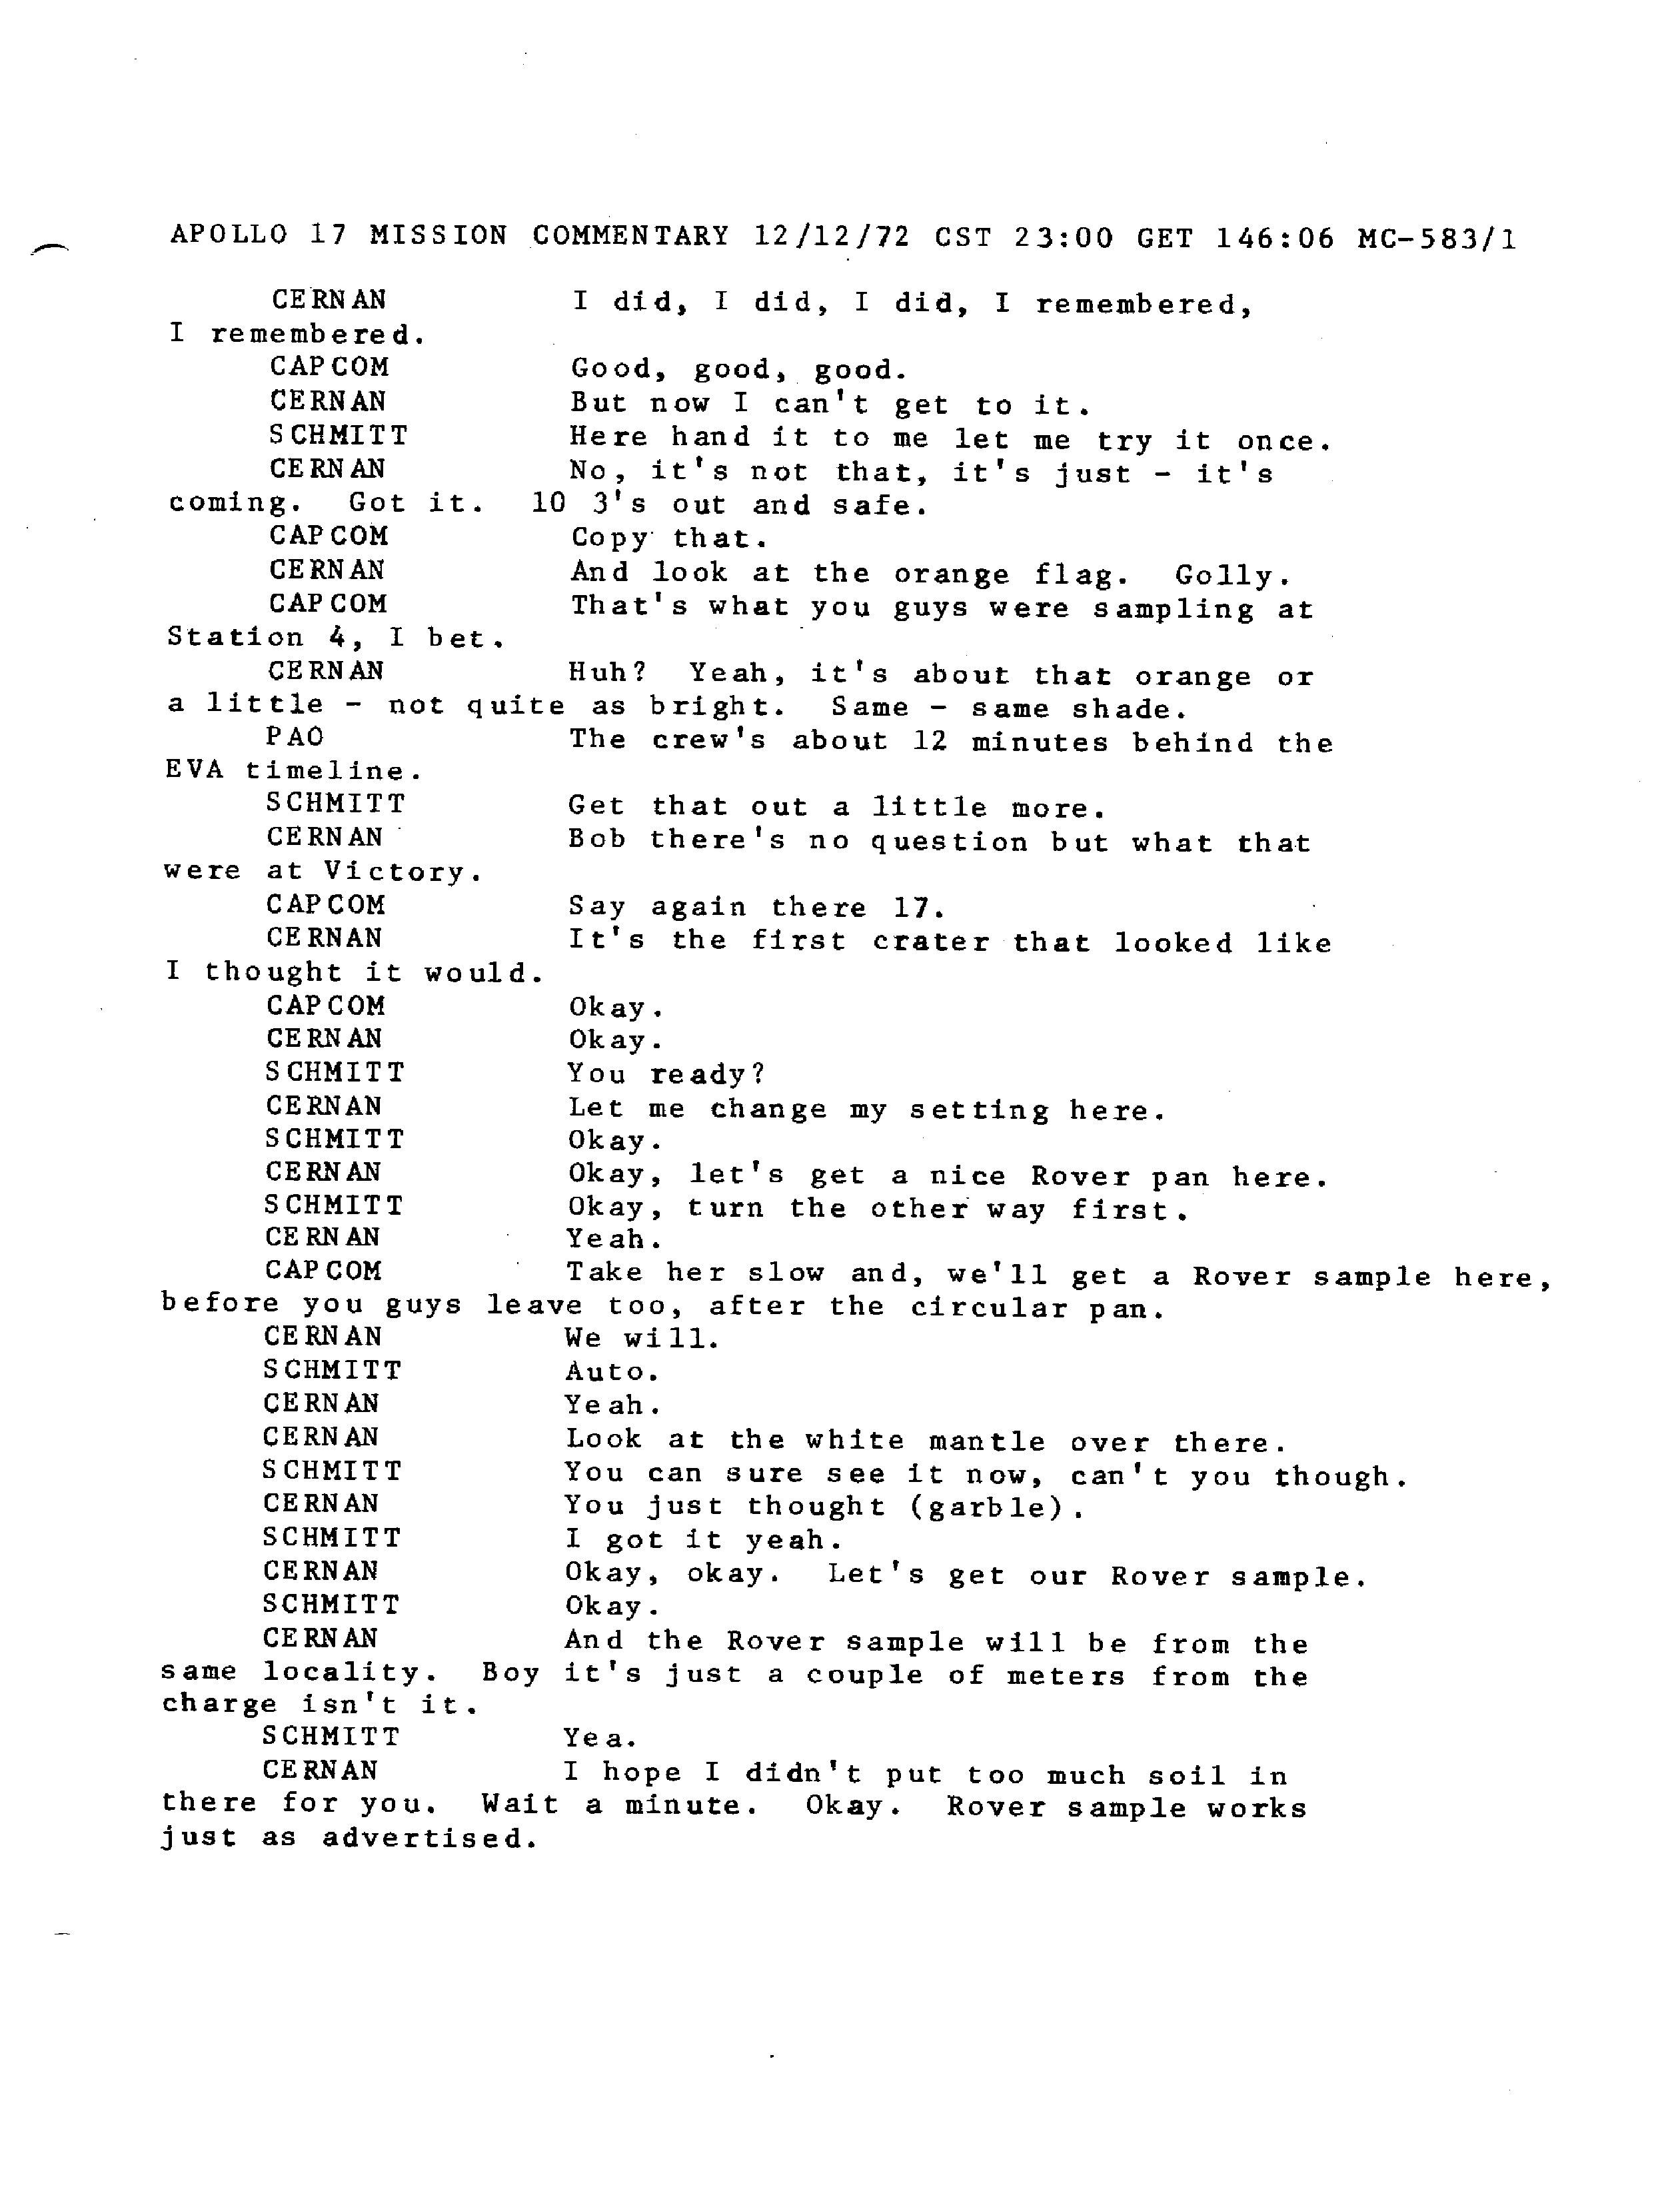 APOLLO 17 MISSION COMMENTARY 12/12/72 CST 23:00 GET 146:06 MC-583/1
CERNAN I did, I did, I did, I remembered,
I remembered.
CAPCOM Good, good, good.
CERNAN But now I can't get to it.
SCHMITT Here hand it to me let me try it once.
CERNAN No, it's not that, it's just - it's
coming. Got it. 10 3's out and safe.
CAPCOM Copy that.
CERNAN And look at the orange flag. Golly.
CAPCOM That's what you guys were sampling at
Station 4, I bet.
CERNAN Huh? Yeah, it's about that orange or
a little - not quite as bright. Same - same shade.
PAO The crew's about 12 minutes behind the
EVA timeline.
SCHMITT Get that out a little more.
CERNAN Bob there's no question but what that
were at Victory.
CAPCOM Say again there 17.
CERNAN It's the first crater that looked like
I thought it would.
CAPCOM Okay.
CERNAN Okay.
SCHMITT You ready?
CERNAN Let me change my setting here.
SCHMITT Okay.
CERNAN Okay, let's get a nice Rover pan here.
SCHMITT Okay, turn the other way first.
CERNAN Yeah.
CAPCOM Take her slow and, we'll get a Rover sample here,
before you guys leave too, after the circular pan.
CERNAN We will.
SCHMITT Auto.
CERNAN Yeah.
CERNAN Look at the white mantle over there.
SCHMITT You can sure see it now, can't you though.
CERNAN You just thought (garble).
SCHMITT I got it yeah.
CERNAN Okay, okay. Let's get our Rover sample.
SCHMITT Okay.
CERNAN And the Rover sample will be from the
same locality. Boy it's just a couple of meters from the
charge isn't it.
SCHMITT Yea.
CERNAN I hope I didn't put too much soil in
there for you. Wait a minute. Okay. Rover sample works
just as advertised.